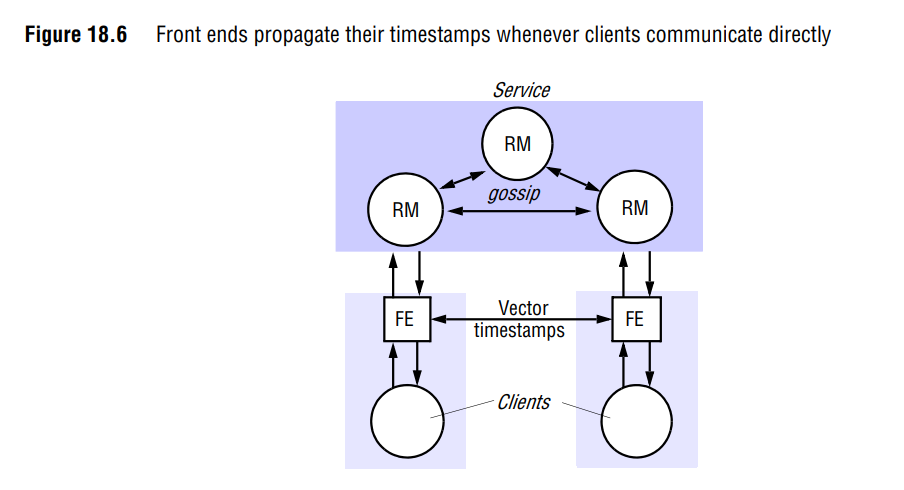 Figure 18.6 Front ends propagate their timestamps whenever clients communicate directly
Service
RM
gossip
RM
RM
FE
Vector
timestamps
FE
Clients